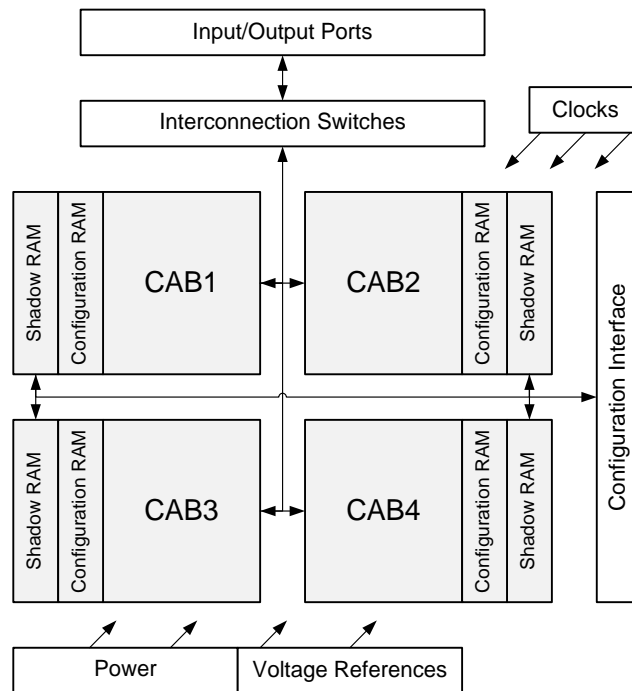 Input/Output Ports
Interconnection Switches
Clocks
Shadow RAM
Configuration RAM
CAB1
CAB2
Configuration RAM
Shadow RAM
Configuration Interface
Shadow RAM
Configuration RAM
CAB3
CAB4
Configuration RAM
Shadow RAM
Power
Voltage References